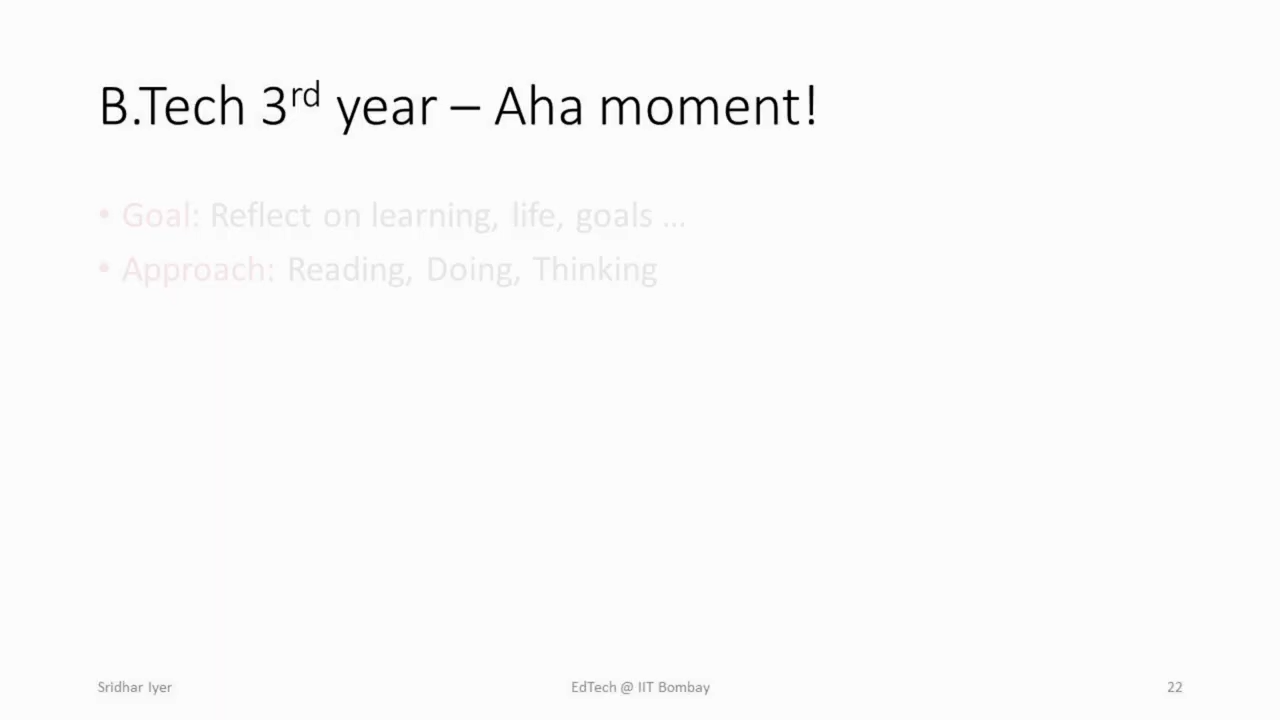 B.Tech 3rd year – Aha moment!
• Goal: Reflect on learning, life, goals ...
• Approach: Reading, Doing, Thinking
Sridhar Iyer
EdTech @ IIT Bombay
22